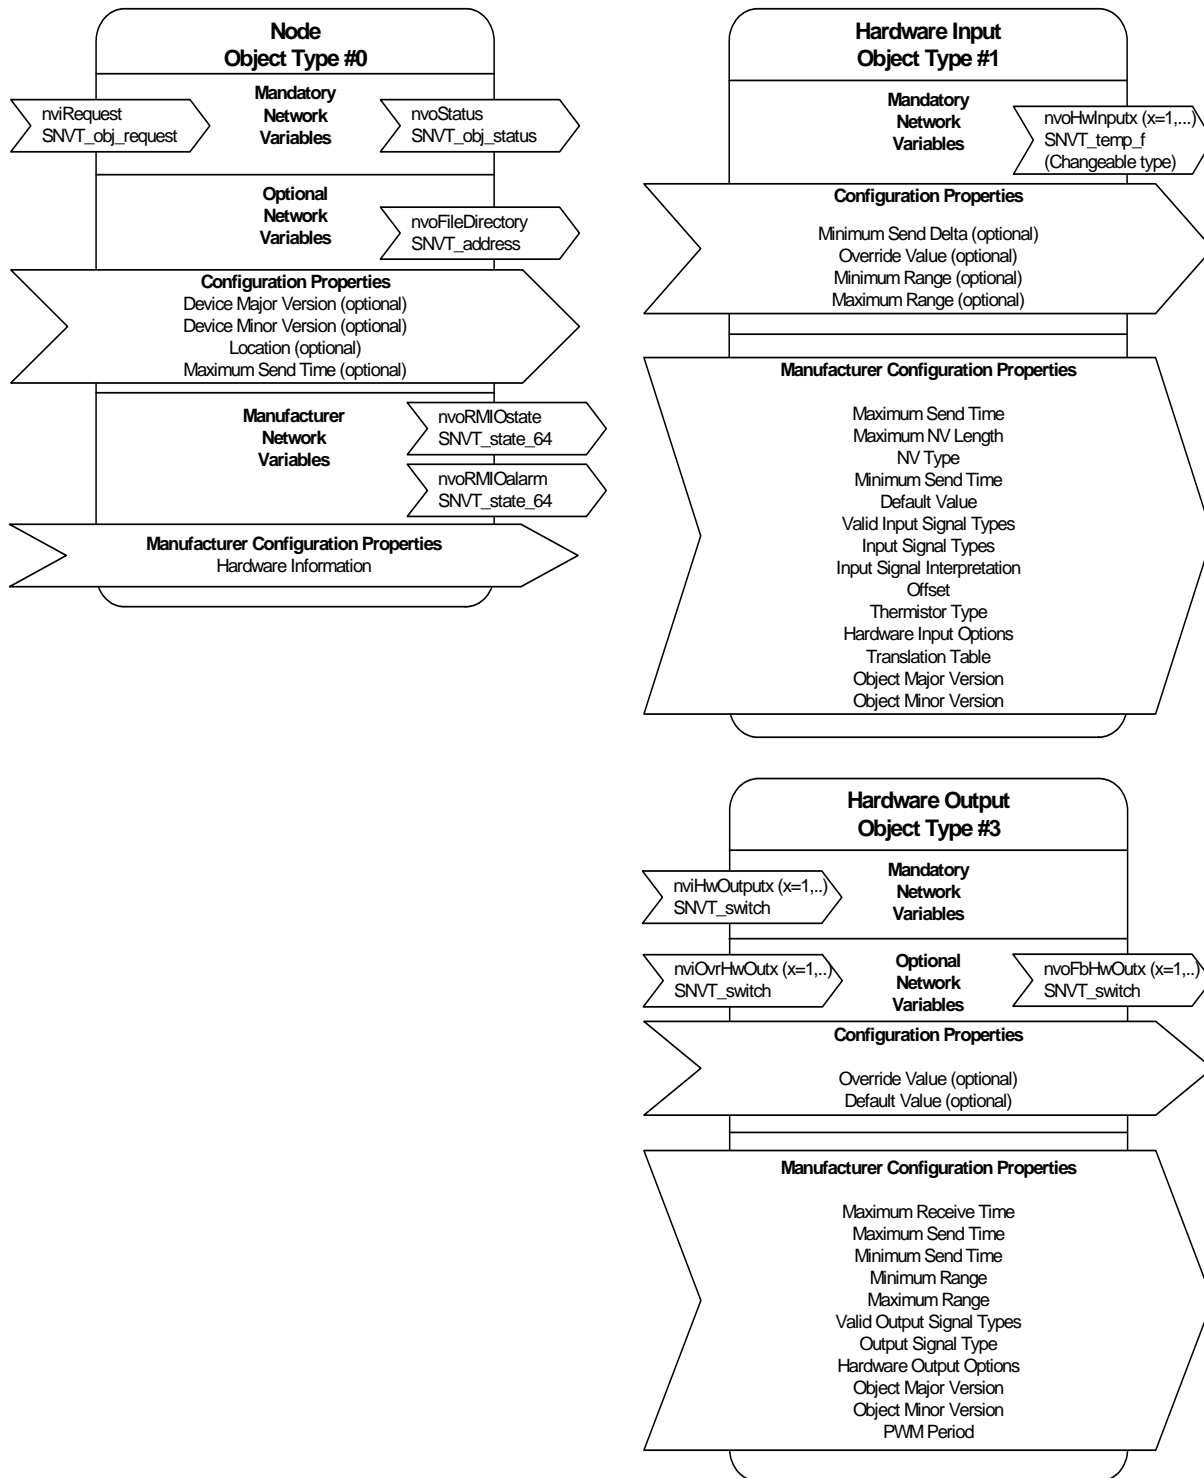 Node
Object Type #0
Mandatory
Network
Variables
nviRequest
SNVT_obj_request
nvoStatus
SNVT_obj_status
Optional
Network
Variables
nvoFileDirectory
SNVT_address
Configuration Properties
Device Major Version (optional)
Device Minor Version (optional)
Location (optional)
Maximum Send Time (optional)
Manufacturer
Network
Variables
nvoRMIOstate
SNVT_state_64
nvoRMIOalarm
SNVT_state_64
Manufacturer Configuration Properties
Hardware Information
Hardware Input
Object Type #1
Mandatory
Network
Variables
nvoHwInputx (x=1,...)
SNVT_temp_f
(Changeable type)
Configuration Properties
Minimum Send Delta (optional)
Override Value (optional)
Minimum Range (optional)
Maximum Range (optional)
Manufacturer Configuration Properties
Maximum Send Time
Maximum NV Length
NV Type
Minimum Send Time
Default Value
Valid Input Signal Types
Input Signal Types
Input Signal Interpretation
Offset
Thermistor Type
Hardware Input Options
Translation Table
Object Major Version
Object Minor Version
Hardware Output
Object Type #3
Mandatory
Network
Variables
nviHwOutputx (x=1,..)
SNVT_switch
nviOvrHwOutx (x=1,..)
SNVT_switch
Optional
Network
Variables
nvoFbHwOutx (x=1,..)
SNVT_switch
Configuration Properties
Override Value (optional)
Default Value (optional)
Manufacturer Configuration Properties
Maximum Receive Time
Maximum Send Time
Minimum Send Time
Minimum Range
Maximum Range
Valid Output Signal Types
Output Signal Type
Hardware Output Options
Object Major Version
Object Minor Version
PWM Period